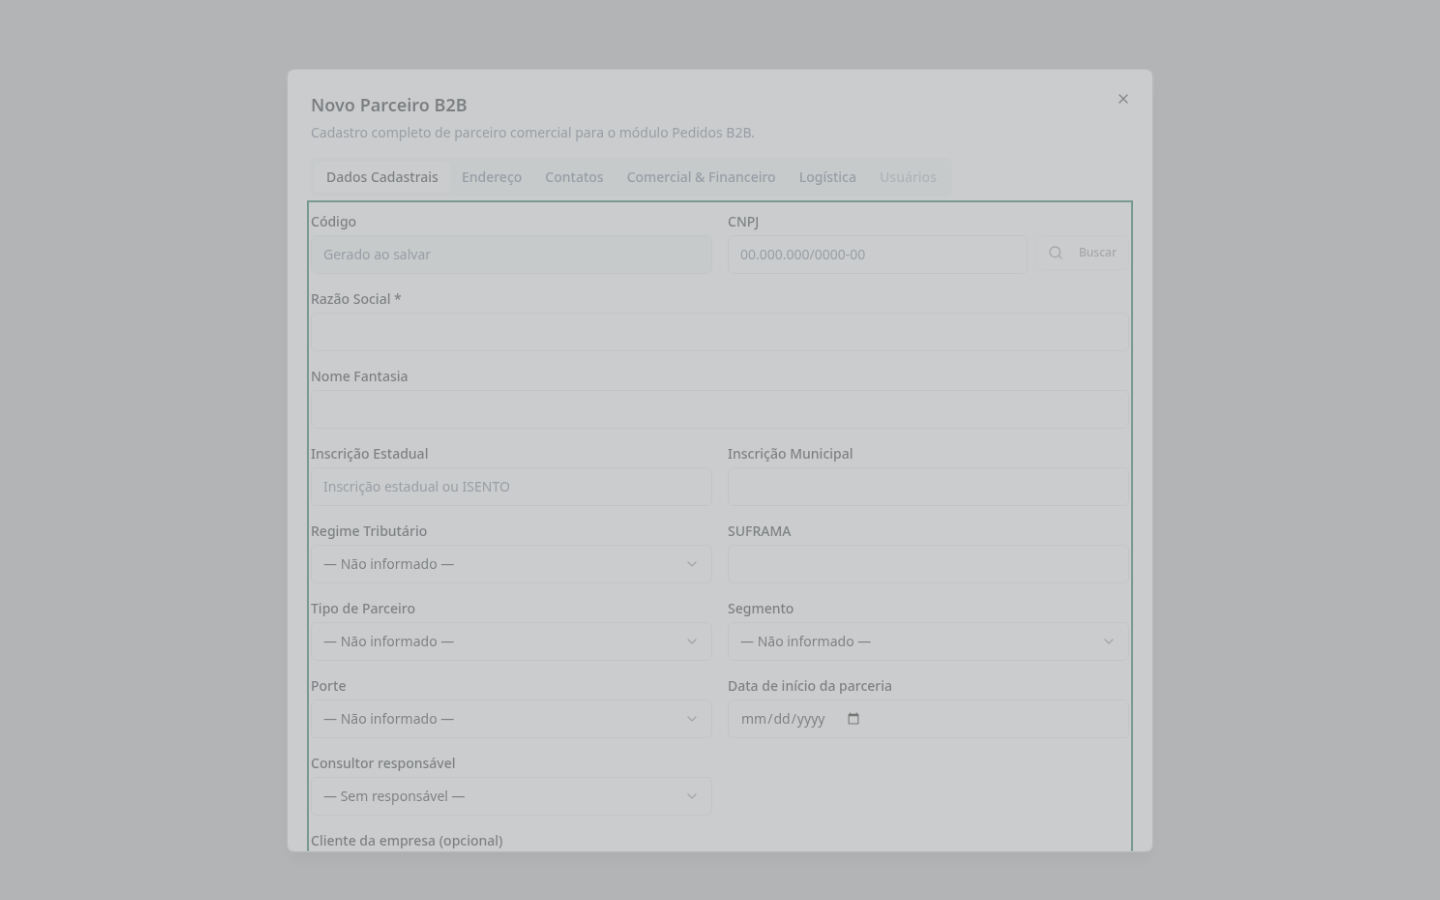 Novo Parceiro B2B
Cadastro completo de parceiro comercial para o módulo Pedidos B2B.
Dados Cadastrais Endereço Contatos Comercial & Financeiro Logística Usuários
Código CNPJ
Gerado ao salvar 00.000.000/0000-00 Buscar
Razão Social *
Nome Fantasia
Inscrição Estadual Inscrição Municipal
Inscrição estadual ou ISENTO
Regime Tributário SUFRAMA
— Não informado —
Tipo de Parceiro Segmento
— Não informado — — Não informado —
Porte Data de início da parceria
— Não informado — mm/dd/yyyy
Consultor responsável
— Sem responsável —
Cliente da empresa (opcional)